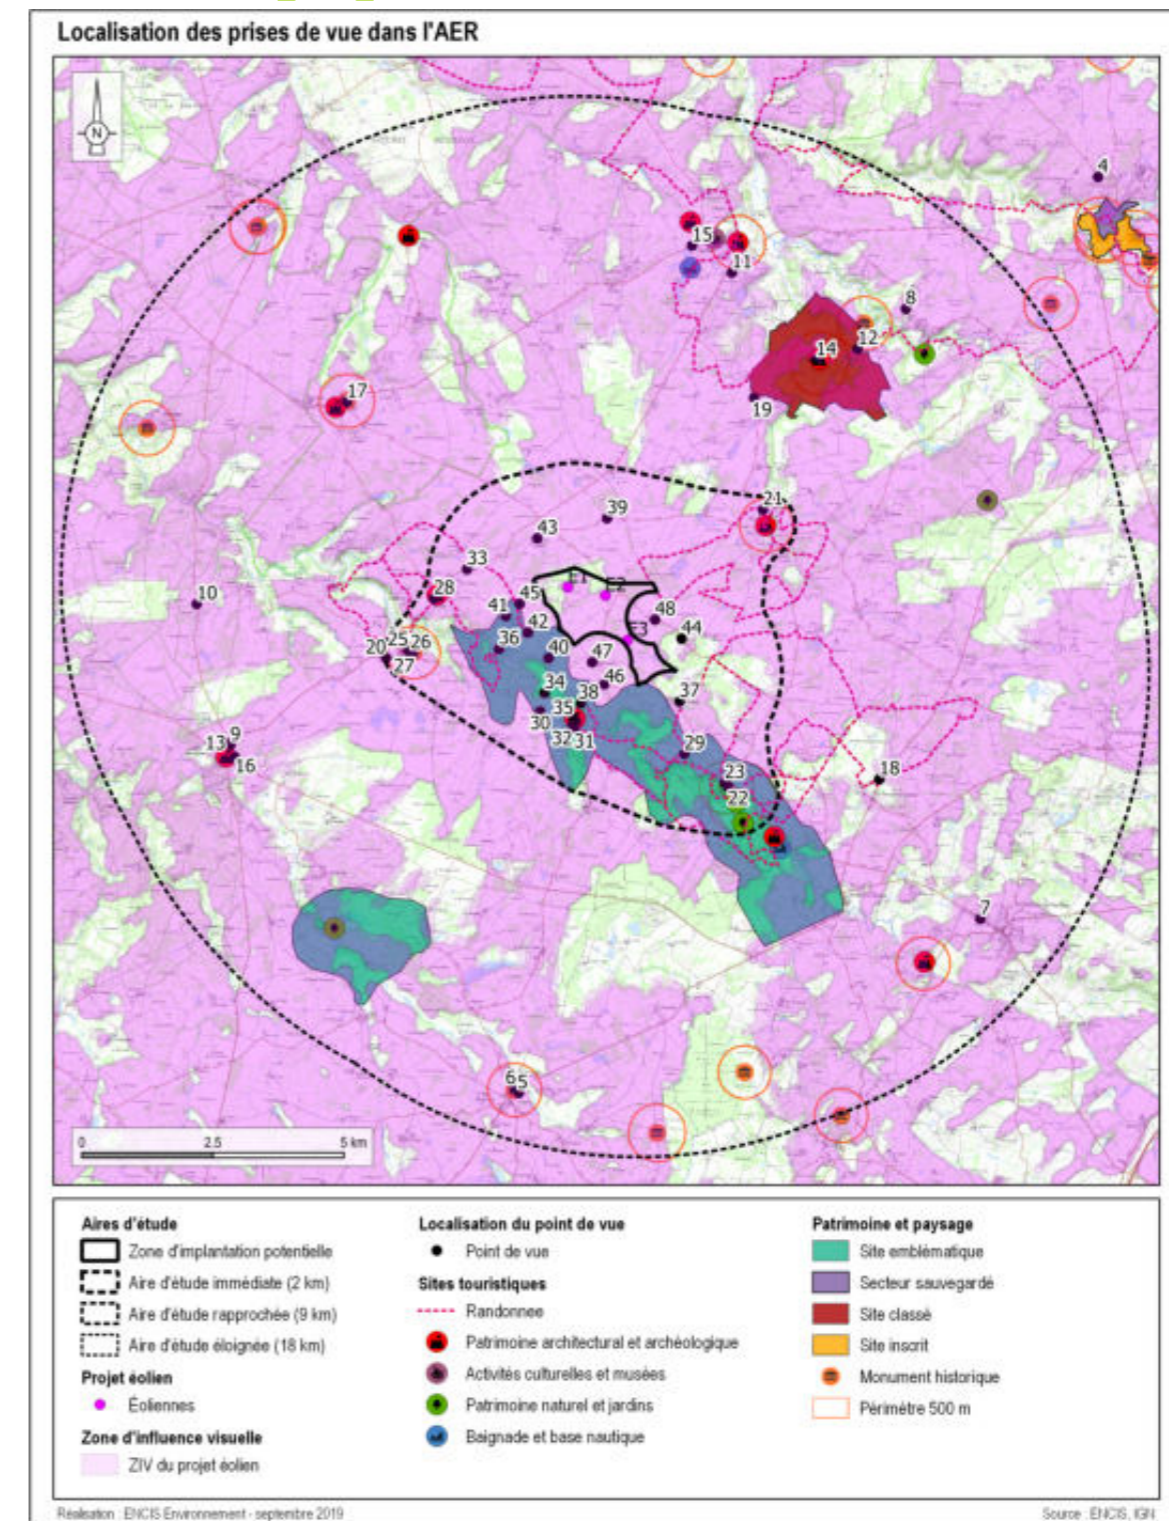 Localisation des prises de vue dans l'AER
N
4
15
11
8
12
14
17
19
21
39
43
33
28
10
45
E1
E2
41
48
42
E3
44
36
25
26
20
40
47
27
46
34
38
37
35
30
9
13
32
31
29
16
23
18
22
7
6
5
0 2.5 5 km
Aires d'étude
Zone d'implantation potentielle
Aire d'étude immédiate (2 km)
Aire d'étude rapprochée (9 km)
Aire d'étude éloignée (18 km)
Projet éolien
Éoliennes
Zone d'influence visuelle
ZIV du projet éolien
Localisation du point de vue
Point de vue
Sites touristiques
Randonnee
Patrimoine architectural et archéologique
Activités culturelles et musées
Patrimoine naturel et jardins
Baignade et base nautique
Patrimoine et paysage
Site emblématique
Secteur sauvegardé
Site classé
Site inscrit
Monument historique
Périmètre 500 m
Réalisation : ENCIS Environnement - septembre 2019
Source : ENCIS, IGN